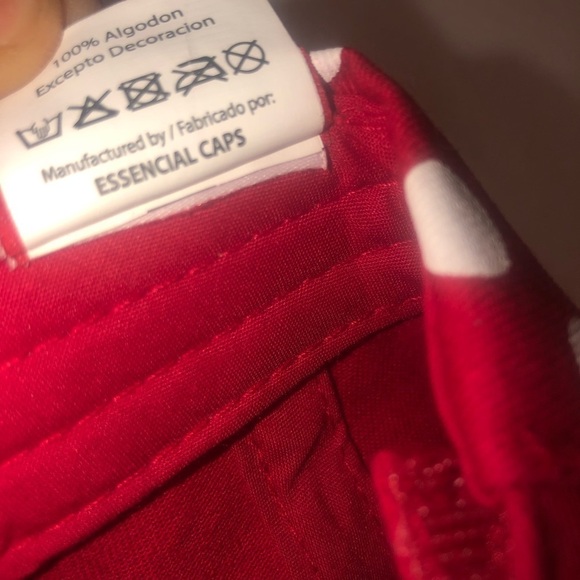 100% Algodon
Excepto Decoracion
Manufactured by / Fabricado por:
ESSENCIAL CAPS